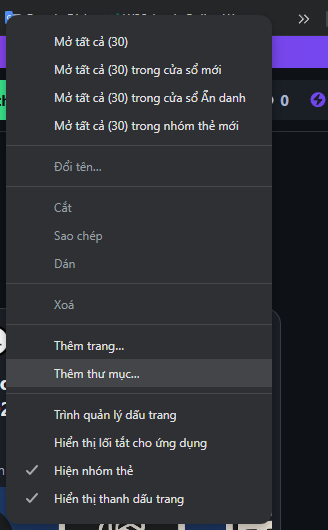 Mở tất cả (30)
Mở tất cả (30) trong cửa sổ mới
Mở tất cả (30) trong cửa sổ Ẩn danh
0
Mở tất cả (30) trong nhóm thẻ mới
Đổi tên...
Cắt
Sao chép
Dán
Xoá
Thêm trang...
Thêm thư mục...
Trình quản lý dấu trang
Hiển thị lối tắt cho ứng dụng
Hiện nhóm thẻ
Hiển thị thanh dấu trang